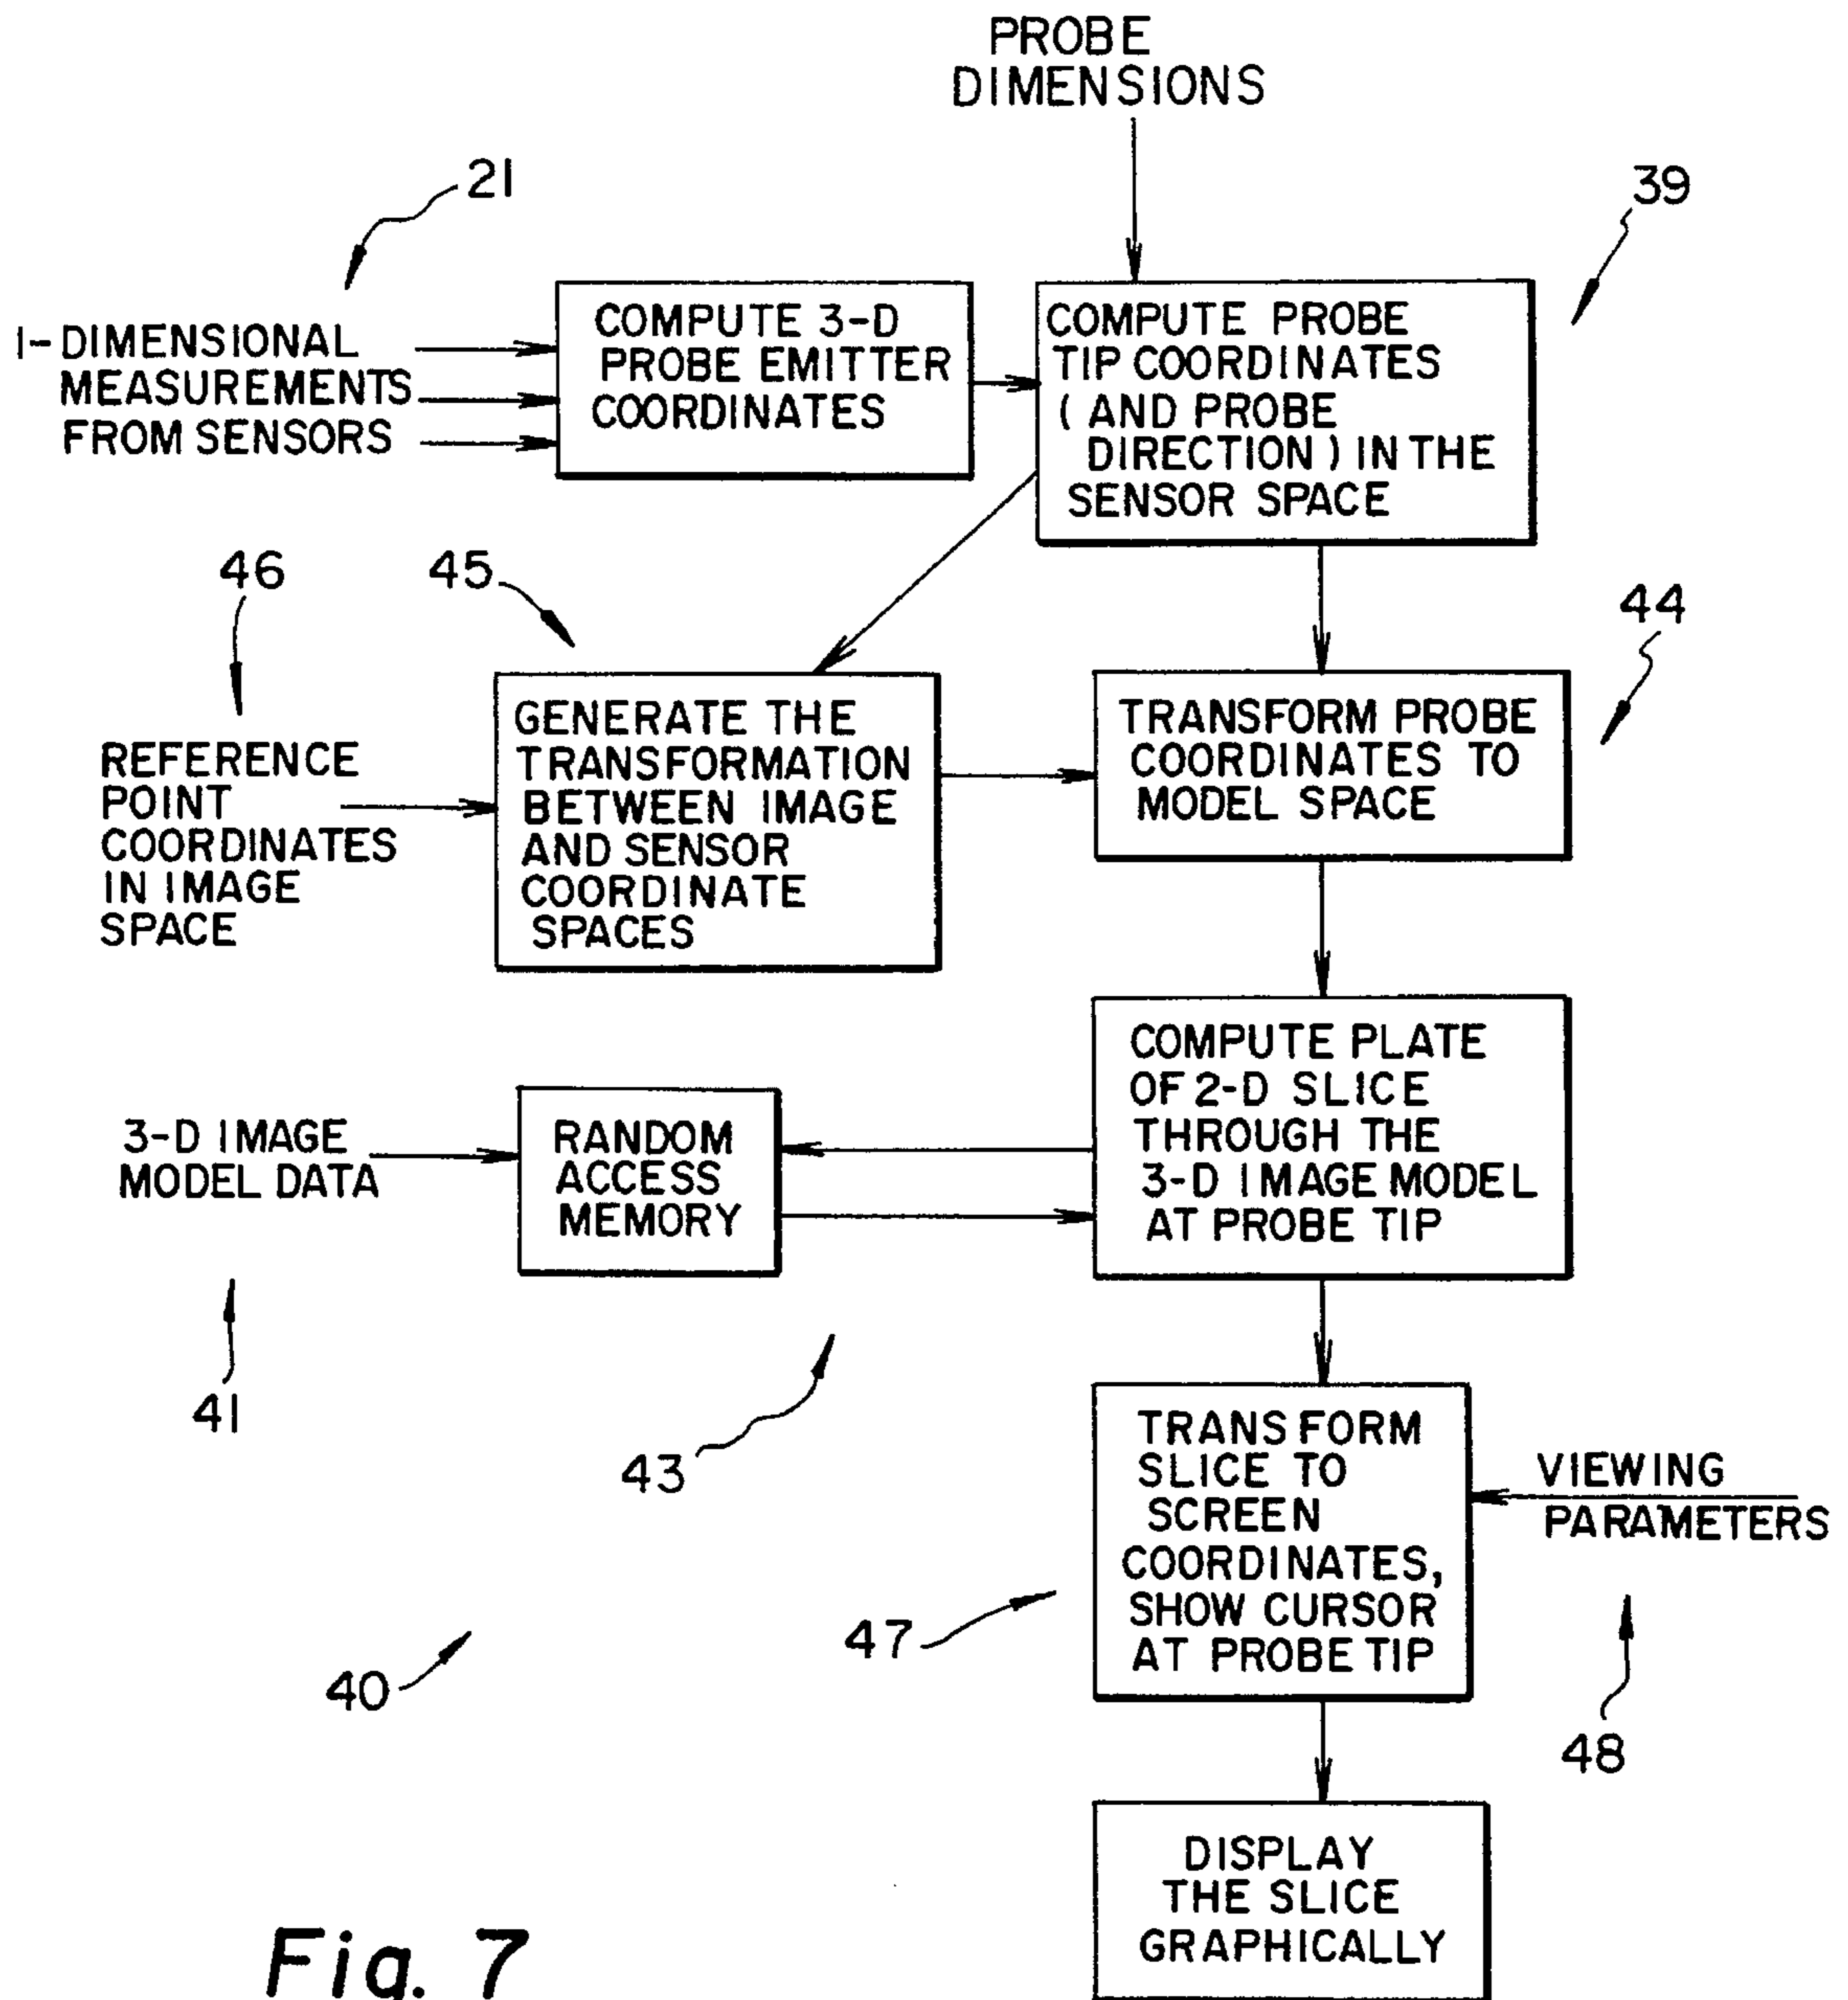 PROBE
DIMENSIONS
21
39
1-DIMENSIONAL
MEASUREMENTS
FROM SENSORS
COMPUTE 3-D
PROBE EMITTER
COORDINATES
COMPUTE PROBE
TIP COORDINATES
(AND PROBE
DIRECTION) IN THE
SENSOR SPACE
46
45
44
REFERENCE
POINT
COORDINATES
IN IMAGE
SPACE
GENERATE THE
TRANSFORMATION
BETWEEN IMAGE
AND SENSOR
COORDINATE
SPACES
TRANSFORM PROBE
COORDINATES TO
MODEL SPACE
3-D IMAGE
MODEL DATA
RANDOM
ACCESS
MEMORY
COMPUTE PLATE
OF 2-D SLICE
THROUGH THE
3-D IMAGE MODEL
AT PROBE TIP
41
43
TRANSFORM
SLICE TO
SCREEN
COORDINATES,
SHOW CURSOR
AT PROBE TIP
VIEWING
PARAMETERS
47
40
48
DISPLAY
THE SLICE
GRAPHICALLY
Fig. 7